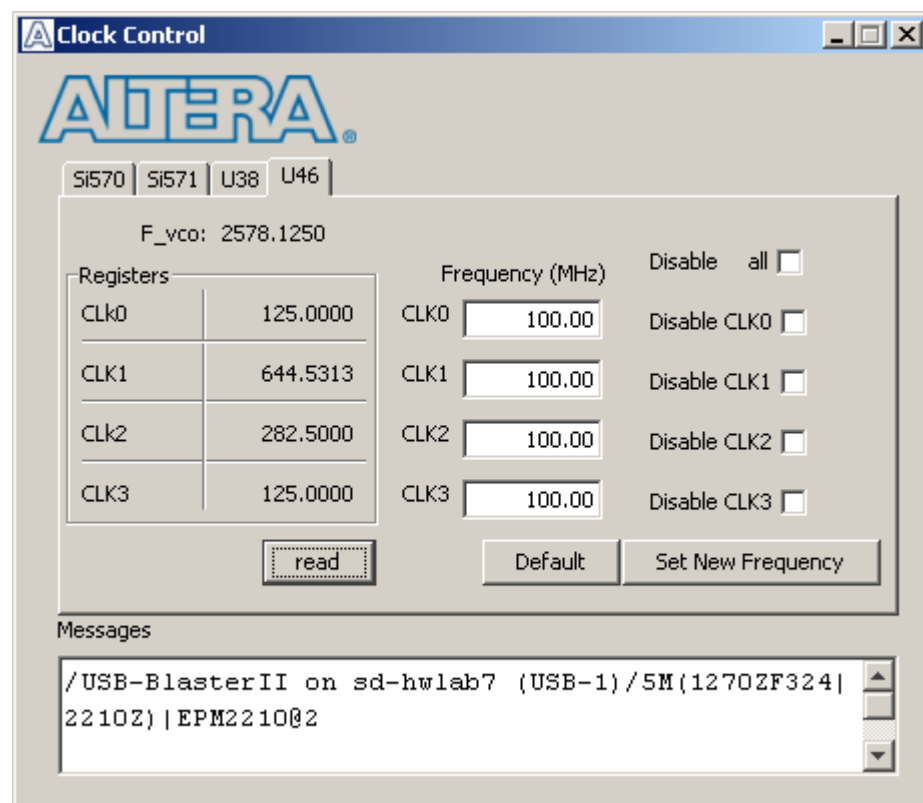 Clock Control
ALTERA®
Si570 Si571 U38 U46
F_vco: 2578.1250
Registers
CLk0 125.0000
CLK1 644.5313
CLk2 282.5000
CLK3 125.0000
Frequency (MHz)
CLK0 100.00
CLK1 100.00
CLK2 100.00
CLK3 100.00
Disable all
Disable CLK0
Disable CLK1
Disable CLK2
Disable CLK3
read Default Set New Frequency
Messages
/USB-BlasterII on sd-hwlab7 (USB-1)/5M(1270ZF324|
2210Z)|EPM2210@2